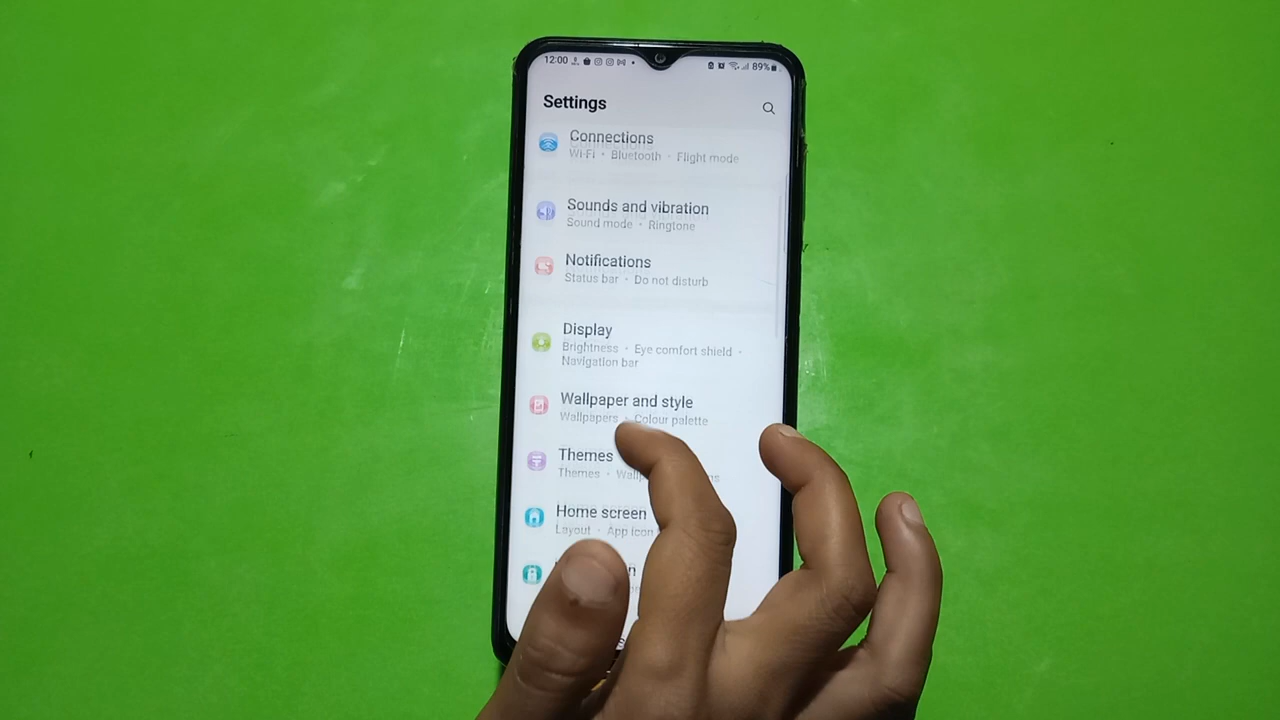 12:00 89%
Settings
Connections
Wi-Fi • Bluetooth • Flight mode
Sounds and vibration
Sound mode • Ringtone
Notifications
Status bar • Do not disturb
Display
Brightness • Eye comfort shield •
Navigation bar
Wallpaper and style
Wallpapers • Colour palette
Themes
Themes •
Home screen
Layout • App icon